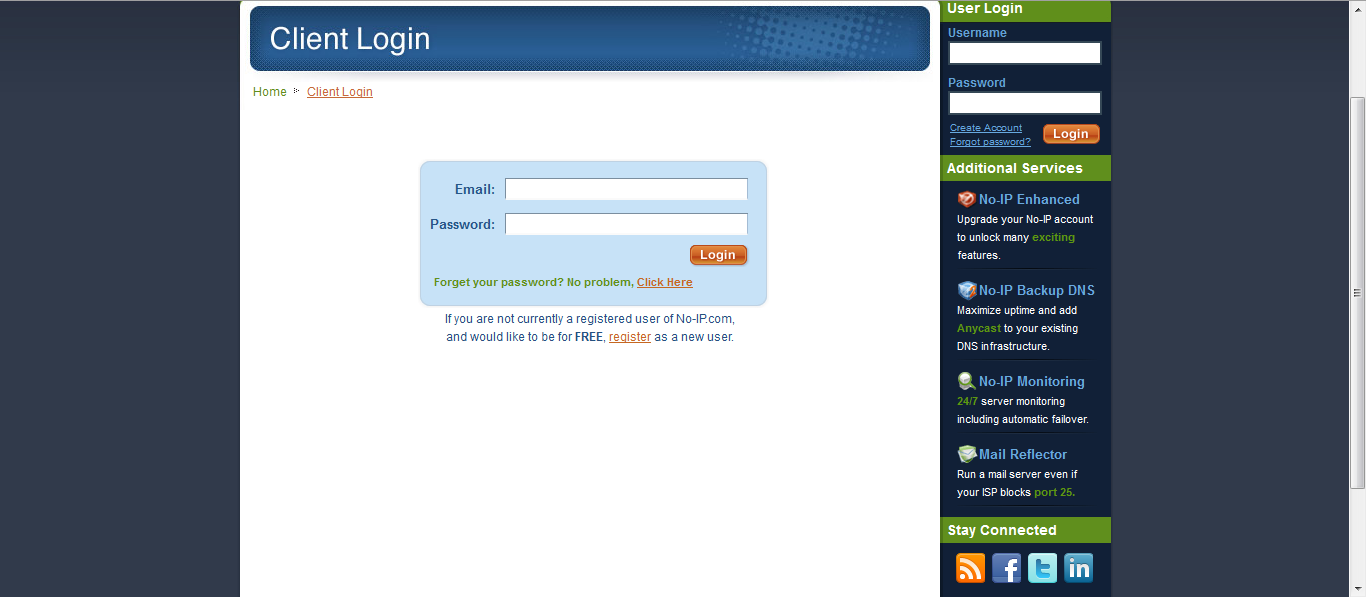 Client Login
Home Client Login
Email:
Password:
Login
Forget your password? No problem, Click Here
If you are not currently a registered user of No-IP.com,
and would like to be for FREE, register as a new user.
User Login
Username
Password
Create Account
Forgot password?
Login
Additional Services
No-IP Enhanced
Upgrade your No-IP account
to unlock many exciting
features.
No-IP Backup DNS
Maximize uptime and add
Anycast to your existing
DNS infrastructure.
No-IP Monitoring
24/7 server monitoring
including automatic failover.
Mail Reflector
Run a mail server even if
your ISP blocks port 25.
Stay Connected
f t in